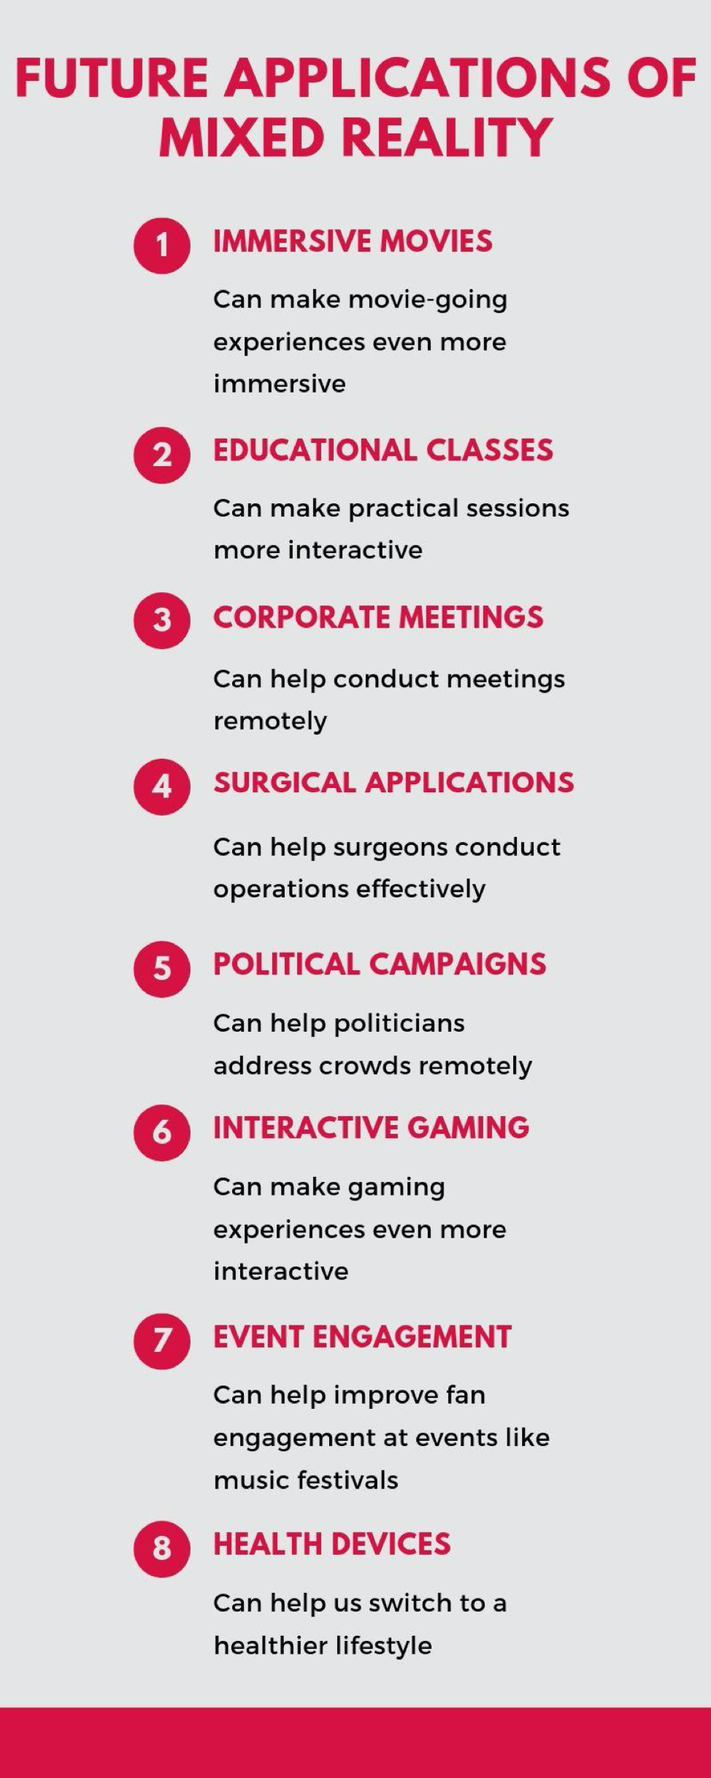 FUTURE APPLICATIONS OF
MIXED REALITY
1 IMMERSIVE MOVIES
Can make movie-going
experiences even more
immersive
2 EDUCATIONAL CLASSES
Can make practical sessions
more interactive
3 CORPORATE MEETINGS
Can help conduct meetings
remotely
4 SURGICAL APPLICATIONS
Can help surgeons conduct
operations effectively
5 POLITICAL CAMPAIGNS
Can help politicians
address crowds remotely
6 INTERACTIVE GAMING
Can make gaming
experiences even more
interactive
7 EVENT ENGAGEMENT
Can help improve fan
engagement at events like
music festivals
8 HEALTH DEVICES
Can help us switch to a
healthier lifestyle